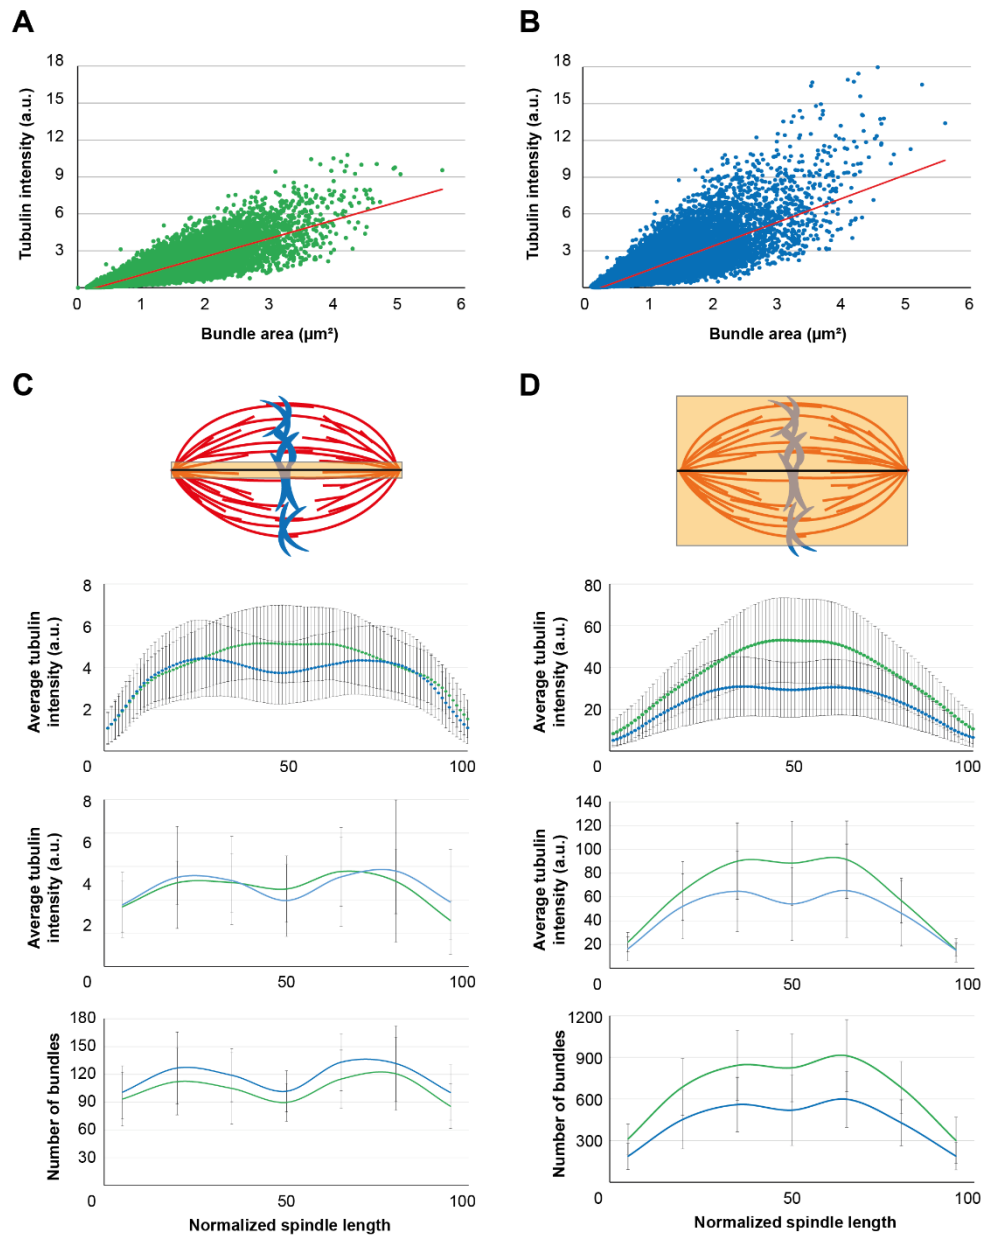 A
B
Tubulin intensity (a.u.)
18
15
12
9
6
3
0 1 2 3 4 5 6
Bundle area (µm²)
Tubulin intensity (a.u.)
18
15
12
9
6
3
0 1 2 3 4 5 6
Bundle area (µm²)
C
D
Average tubulin
intensity (a.u.)
8
6
4
2
0 50 100
Average tubulin
intensity (a.u.)
80
60
40
20
0 50 100
Average tubulin
intensity (a.u.)
8
6
4
2
0 50 100
Average tubulin
intensity (a.u.)
140
120
100
80
60
40
20
0 50 100
Number of bundles
180
150
120
90
60
30
0 50 100
Normalized spindle length
Number of bundles
1200
900
600
300
0 50 100
Normalized spindle length